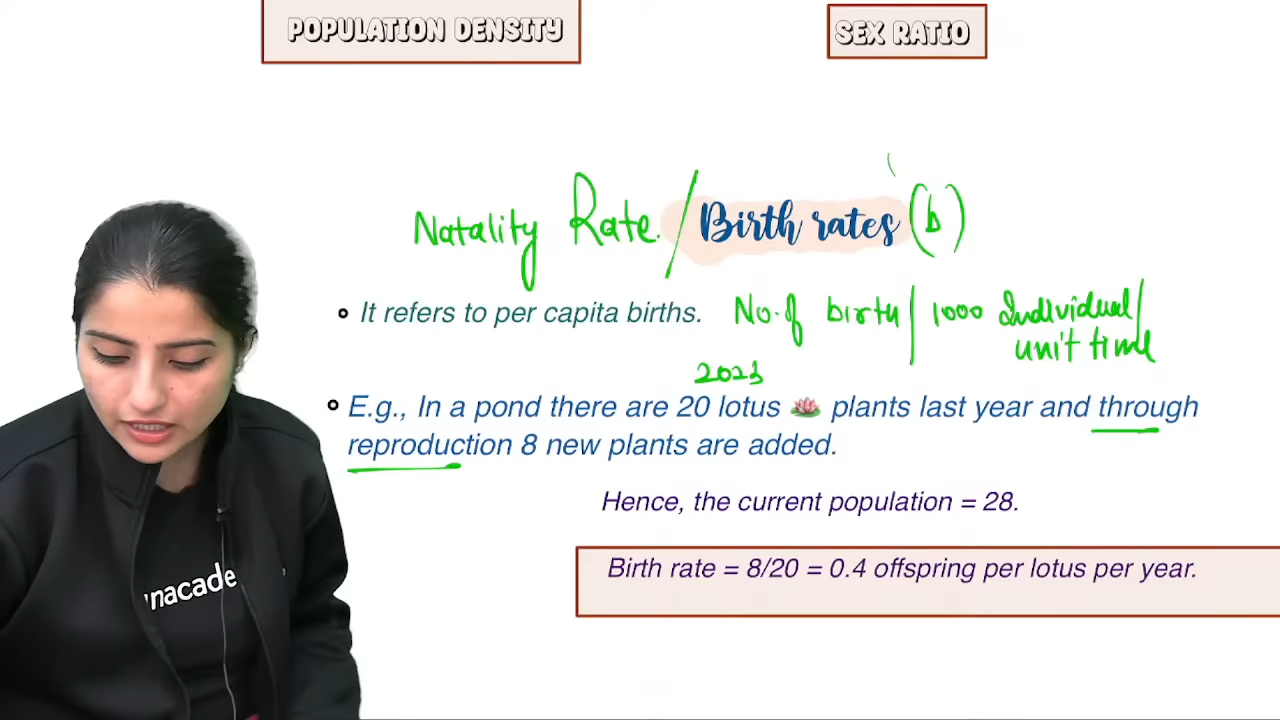 POPULATION DENSITY
SEX RATIO
Natality Rate. / Birth rates (b)
It refers to per capita births. No. of birth / 1000 Individual /
unit time
2023
E.g., In a pond there are 20 lotus 🪷 plants last year and through
reproduction 8 new plants are added.
Hence, the current population = 28.
Birth rate = 8/20 = 0.4 offspring per lotus per year.
unacade